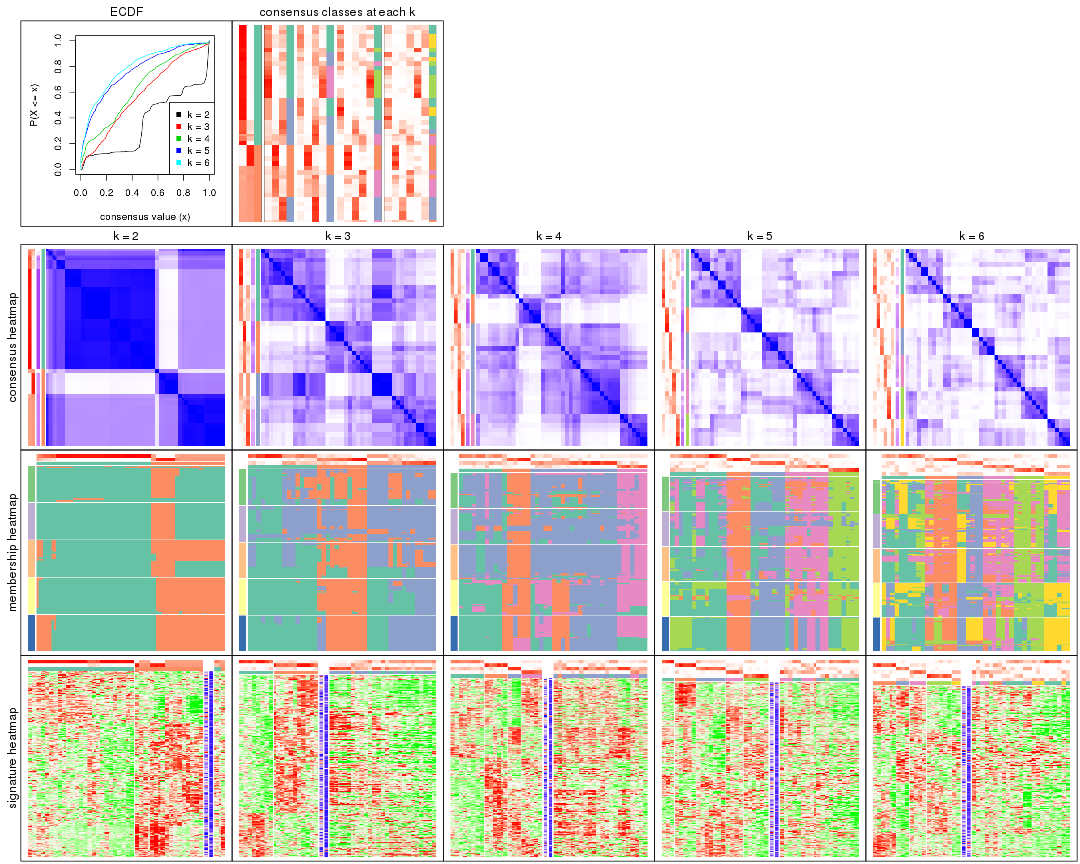 ECDF
consensus classes at each k
P(X <= x)
0.0
0.2
0.4
0.6
0.8
1.0
k = 2
k = 3
k = 4
k = 5
k = 6
0.0 0.2 0.4 0.6 0.8 1.0
consensus value (x)
k = 2
k = 3
k = 4
k = 5
k = 6
consensus heatmap
membership heatmap
signature heatmap